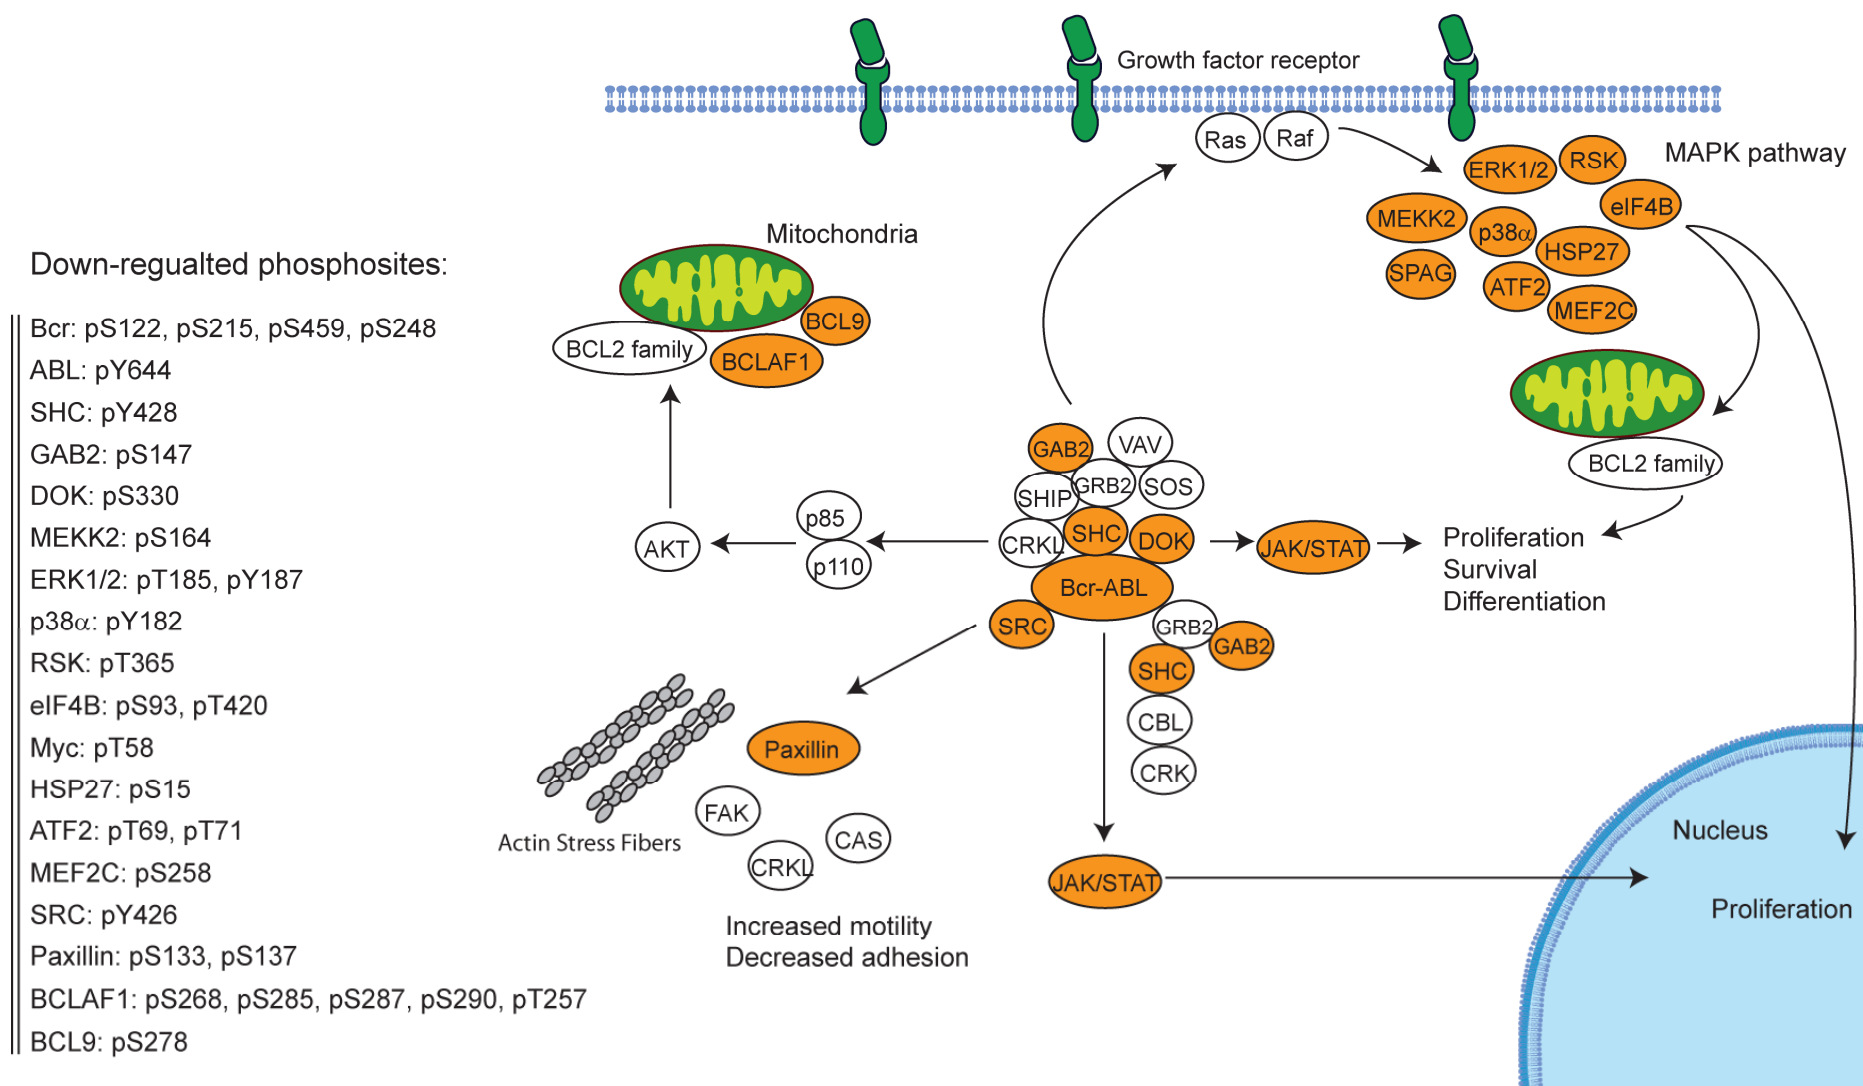 Growth factor receptor
Ras
Raf
MAPK pathway
ERK1/2
RSK
eIF4B
MEKK2
p38α
HSP27
SPAG
ATF2
MEF2C
Mitochondria
BCL9
BCL2 family
BCLAF1
BCL2 family
Down-regualted phosphosites:
Bcr: pS122, pS215, pS459, pS248
ABL: pY644
SHC: pY428
GAB2: pS147
DOK: pS330
MEKK2: pS164
ERK1/2: pT185, pY187
p38α: pY182
RSK: pT365
eIF4B: pS93, pT420
Myc: pT58
HSP27: pS15
ATF2: pT69, pT71
MEF2C: pS258
SRC: pY426
Paxillin: pS133, pS137
BCLAF1: pS268, pS285, pS287, pS290, pT257
BCL9: pS278
GAB2
VAV
SHIP
GRB2
SOS
CRKL
SHC
DOK
Bcr-ABL
SRC
GRB2
GAB2
SHC
CBL
CRK
p85
p110
AKT
JAK/STAT
Proliferation
Survival
Differentiation
Paxillin
FAK
CAS
CRKL
Actin Stress Fibers
Increased motility
Decreased adhesion
JAK/STAT
Nucleus
Proliferation